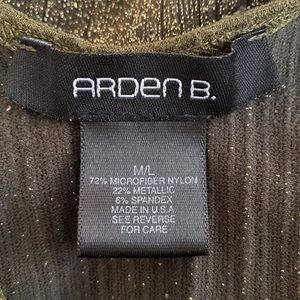 ARDEN B.
M/L
72% MICROFIBER NYLON
22% METALLIC
6% SPANDEX
MADE IN U.S.A
SEE REVERSE
FOR CARE